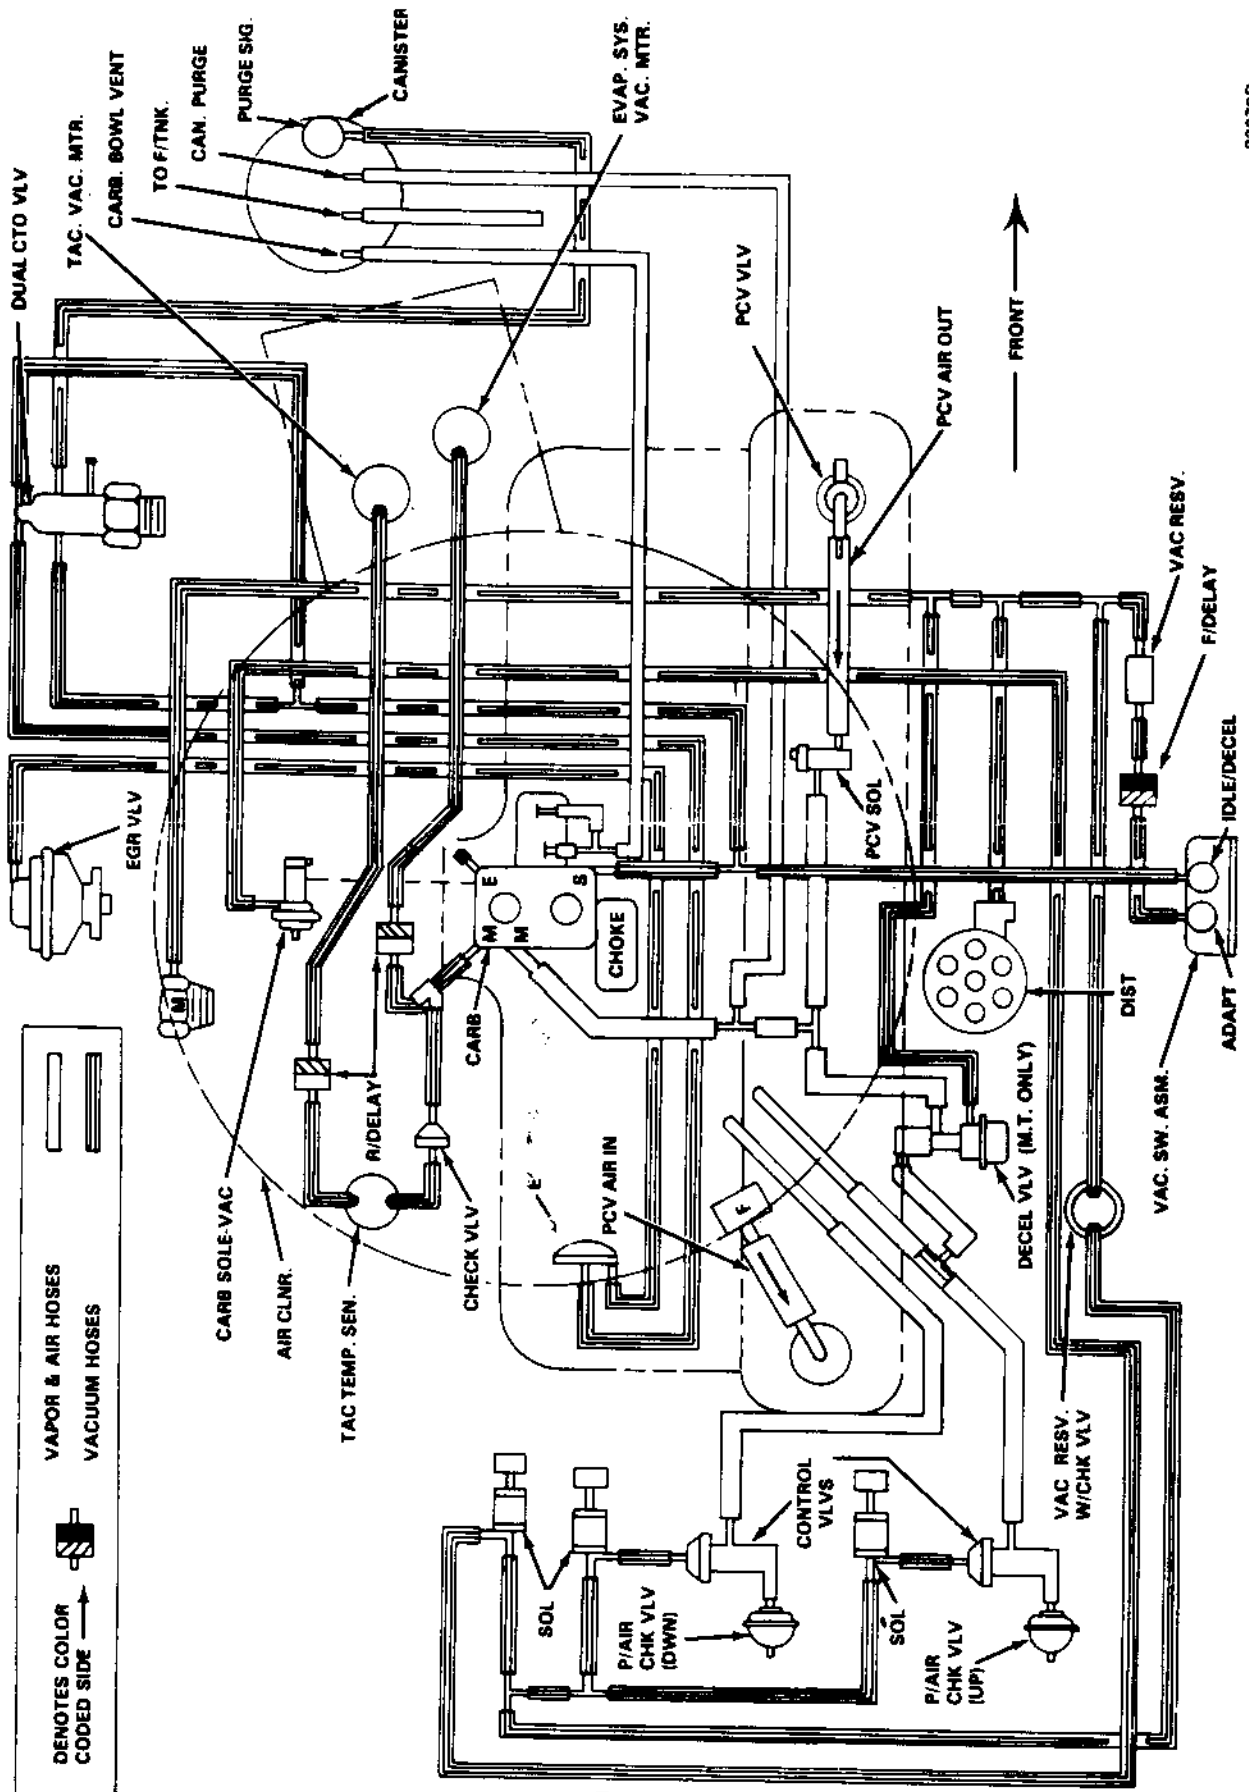 DENOTES COLOR
CODED SIDE
VAPOR & AIR HOSES
VACUUM HOSES
EGR VLV
DUAL CTO VLV
TAC. VAC. MTR.
CARB. BOWL VENT
TO F/TNK.
CAN. PURGE
PURGE SIG.
CANISTER
EVAP. SYS.
VAC. MTR.
M
CARB SOLE-VAC
AIR CLNR.
TAC TEMP. SEN.
R/DELAY
CHECK VLV
CARB
M
M
E
S
CHOKE
E
PCV AIR IN
F
PCV VLV
PCV AIR OUT
FRONT
PCV SOL
SOL
P/AIR
CHK VLV
(DWN)
CONTROL
VLVS
SOL
P/AIR
CHK VLV
(UP)
DECEL VLV (M.T. ONLY)
DIST
VAC RESV.
W/CHK VLV
VAC. SW. ASM.
ADAPT
IDLE/DECEL
F/DELAY
VAC RESV.